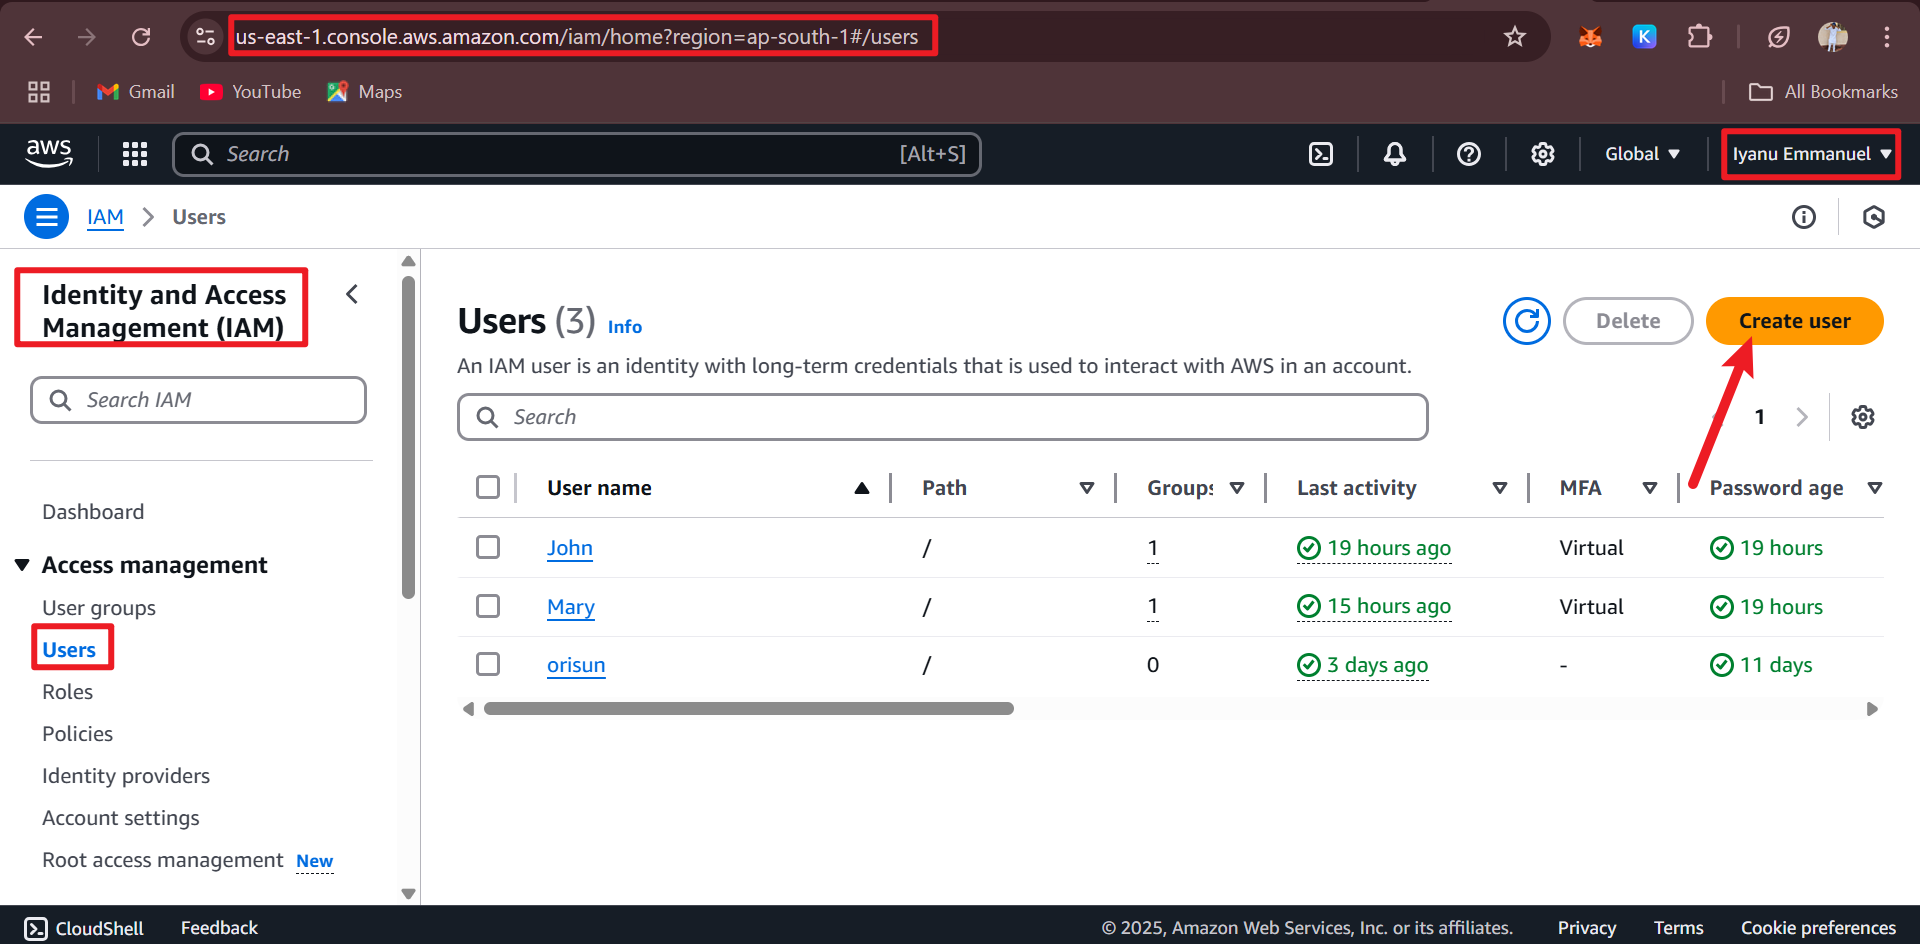 us-east-1.console.aws.amazon.com/iam/home?region=ap-south-1#/users
K
Gmail
YouTube
Maps
All Bookmarks
aws
Search
[Alt+S]
Global
Iyanu Emmanuel
IAM
Users
Identity and Access
Management (IAM)
Search IAM
Dashboard
Access management
User groups
Users
Roles
Policies
Identity providers
Account settings
Root access management New
Users (3) Info
Delete
Create user
An IAM user is an identity with long-term credentials that is used to interact with AWS in an account.
Search
1
User name Path Groups Last activity MFA Password age
John / 1 19 hours ago Virtual 19 hours
Mary / 1 15 hours ago Virtual 19 hours
orisun / 0 3 days ago - 11 days
CloudShell Feedback © 2025, Amazon Web Services, Inc. or its affiliates. Privacy Terms Cookie preferences